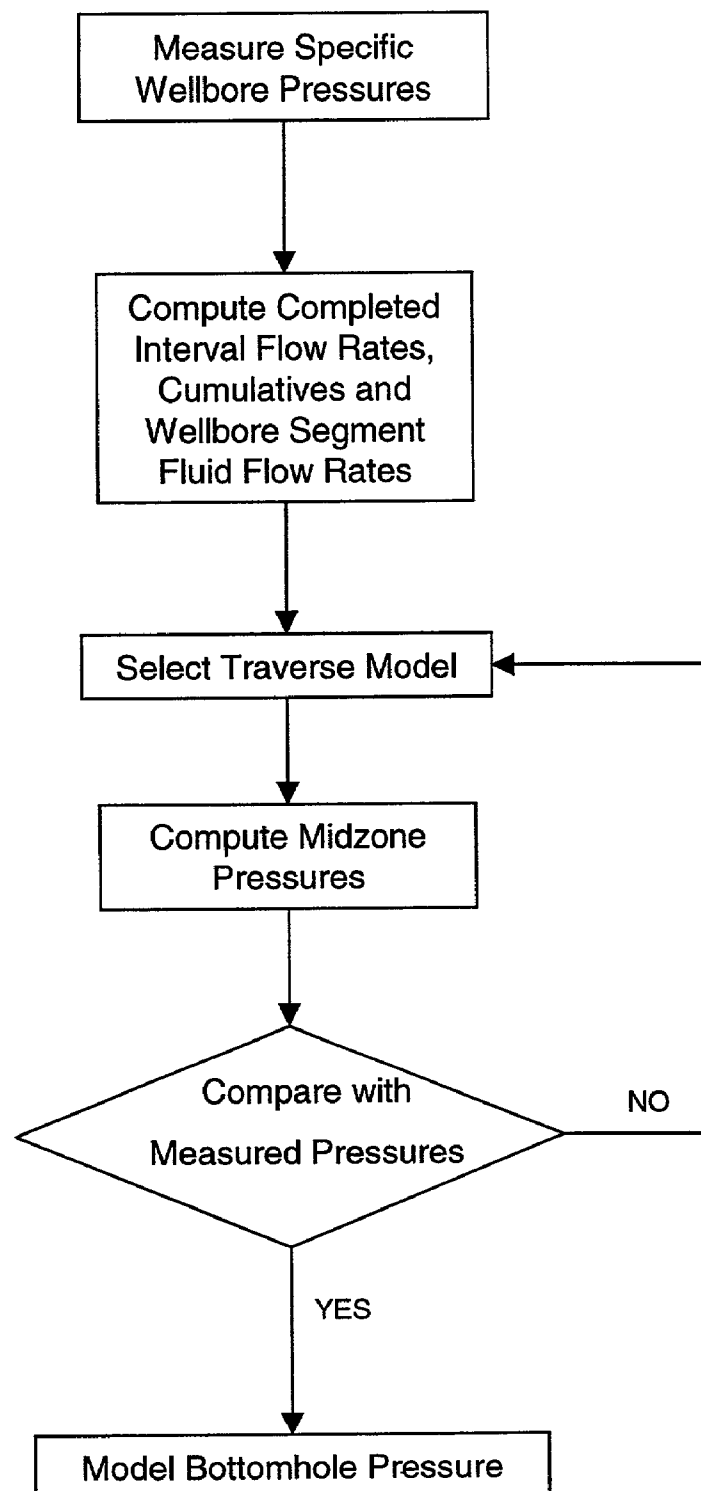 Measure Specific
Wellbore Pressures
Compute Completed
Interval Flow Rates,
Cumulatives and
Wellbore Segment
Fluid Flow Rates
Select Traverse Model
Compute Midzone
Pressures
Compare with
Measured Pressures
NO
YES
Model Bottomhole Pressure